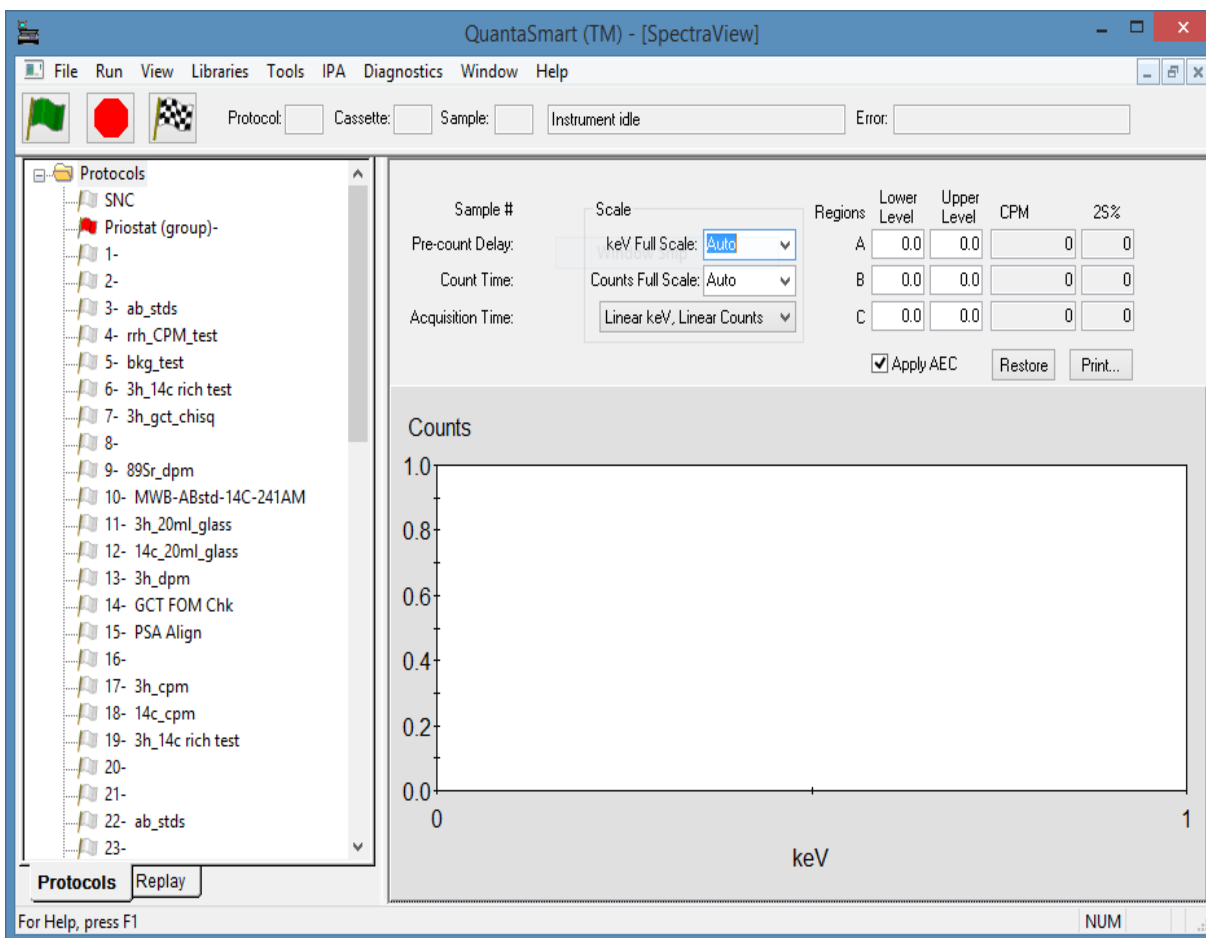 QuantaSmart (TM) - [SpectraView]
File Run View Libraries Tools IPA Diagnostics Window Help
Protocol: Cassette: Sample: Instrument idle Error:
Protocols
SNC
Priostat (group)-
1-
2-
3- ab_stds
4- rrh_CPM_test
5- bkg_test
6- 3h_14c rich test
7- 3h_gct_chisq
8-
9- 89Sr_dpm
10- MWB-ABstd-14C-241AM
11- 3h_20ml_glass
12- 14c_20ml_glass
13- 3h_dpm
14- GCT FOM Chk
15- PSA Align
16-
17- 3h_cpm
18- 14c_cpm
19- 3h_14c rich test
20-
21-
22- ab_stds
23-
Protocols Replay
Sample #
Pre-count Delay:
Count Time:
Acquisition Time:
Scale
keV Full Scale: Auto
Window Snip
Counts Full Scale: Auto
Linear keV, Linear Counts
Regions Lower Level Upper Level CPM 2S%
A 0.0 0.0 0 0
B 0.0 0.0 0 0
C 0.0 0.0 0 0
Apply AEC Restore Print...
Counts
1.0
0.8
0.6
0.4
0.2
0.0
0 1
keV
For Help, press F1 NUM